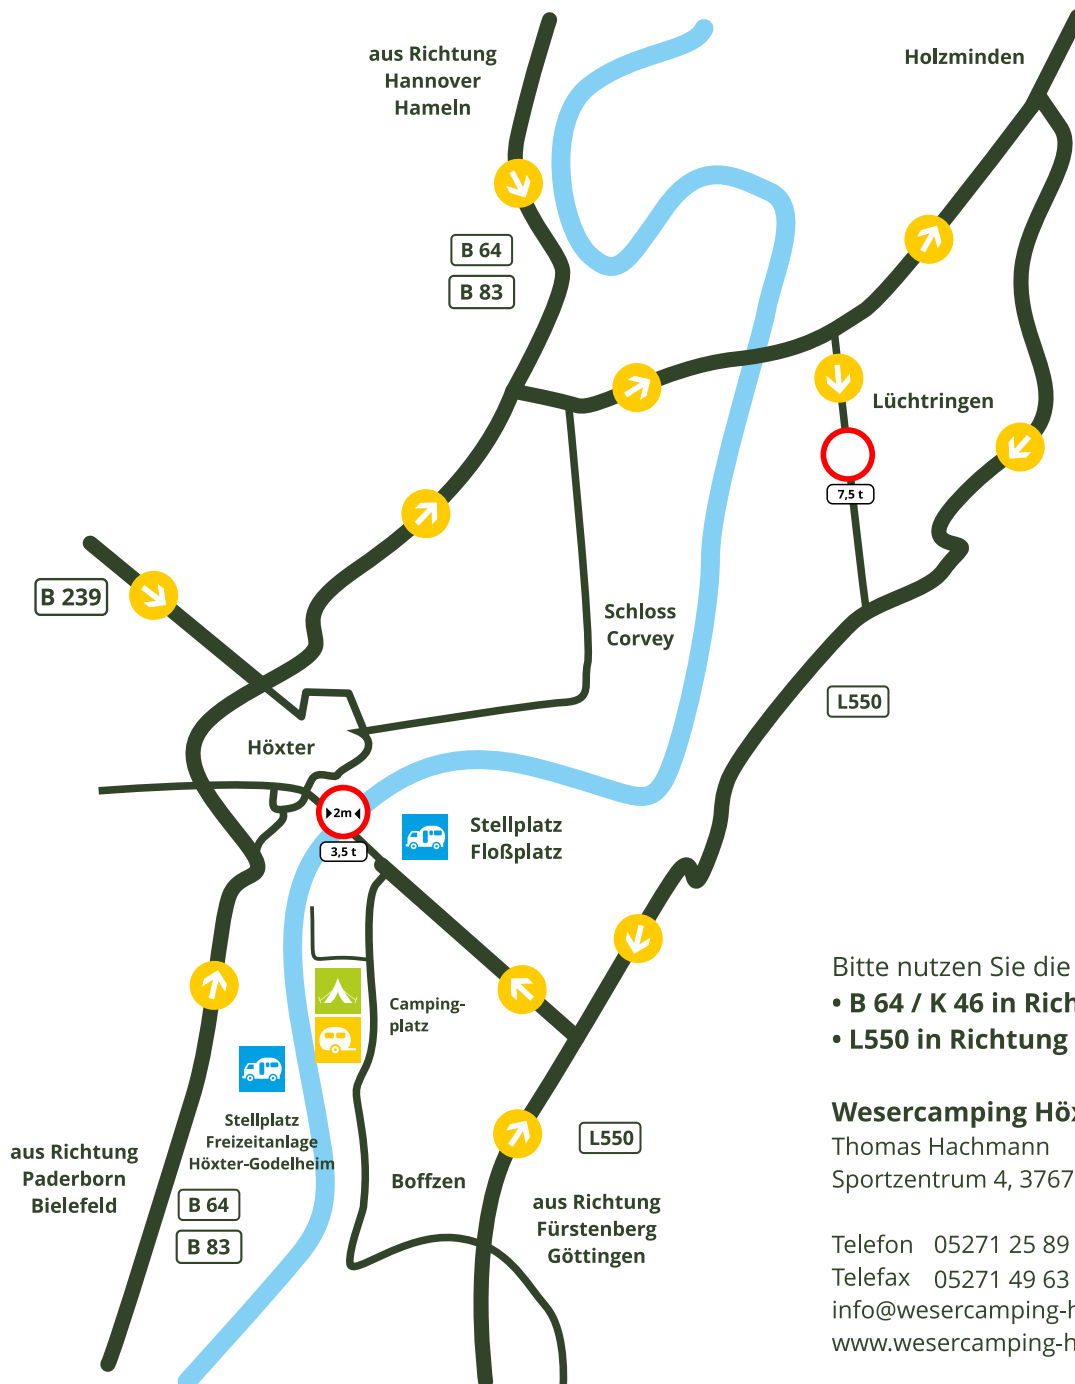 aus Richtung
Hannover
Hameln
Holzminden
B 64
B 83
Lüchtringen
7,5 t
B 239
Schloss
Corvey
L550
Höxter
2m
3,5 t
Stellplatz
Floßplatz
Camping-
platz
Stellplatz
Freizeitanlage
Höxter-Godelheim
aus Richtung
Paderborn
Bielefeld
B 64
B 83
Boffzen
L550
aus Richtung
Fürstenberg
Göttingen
Bitte nutzen Sie die
• B 64 / K 46 in Rich
• L550 in Richtung
Wesercamping Höx
Thomas Hachmann
Sportzentrum 4, 3767
Telefon 05271 25 89
Telefax 05271 49 63
info@wesercamping-h
www.wesercamping-h